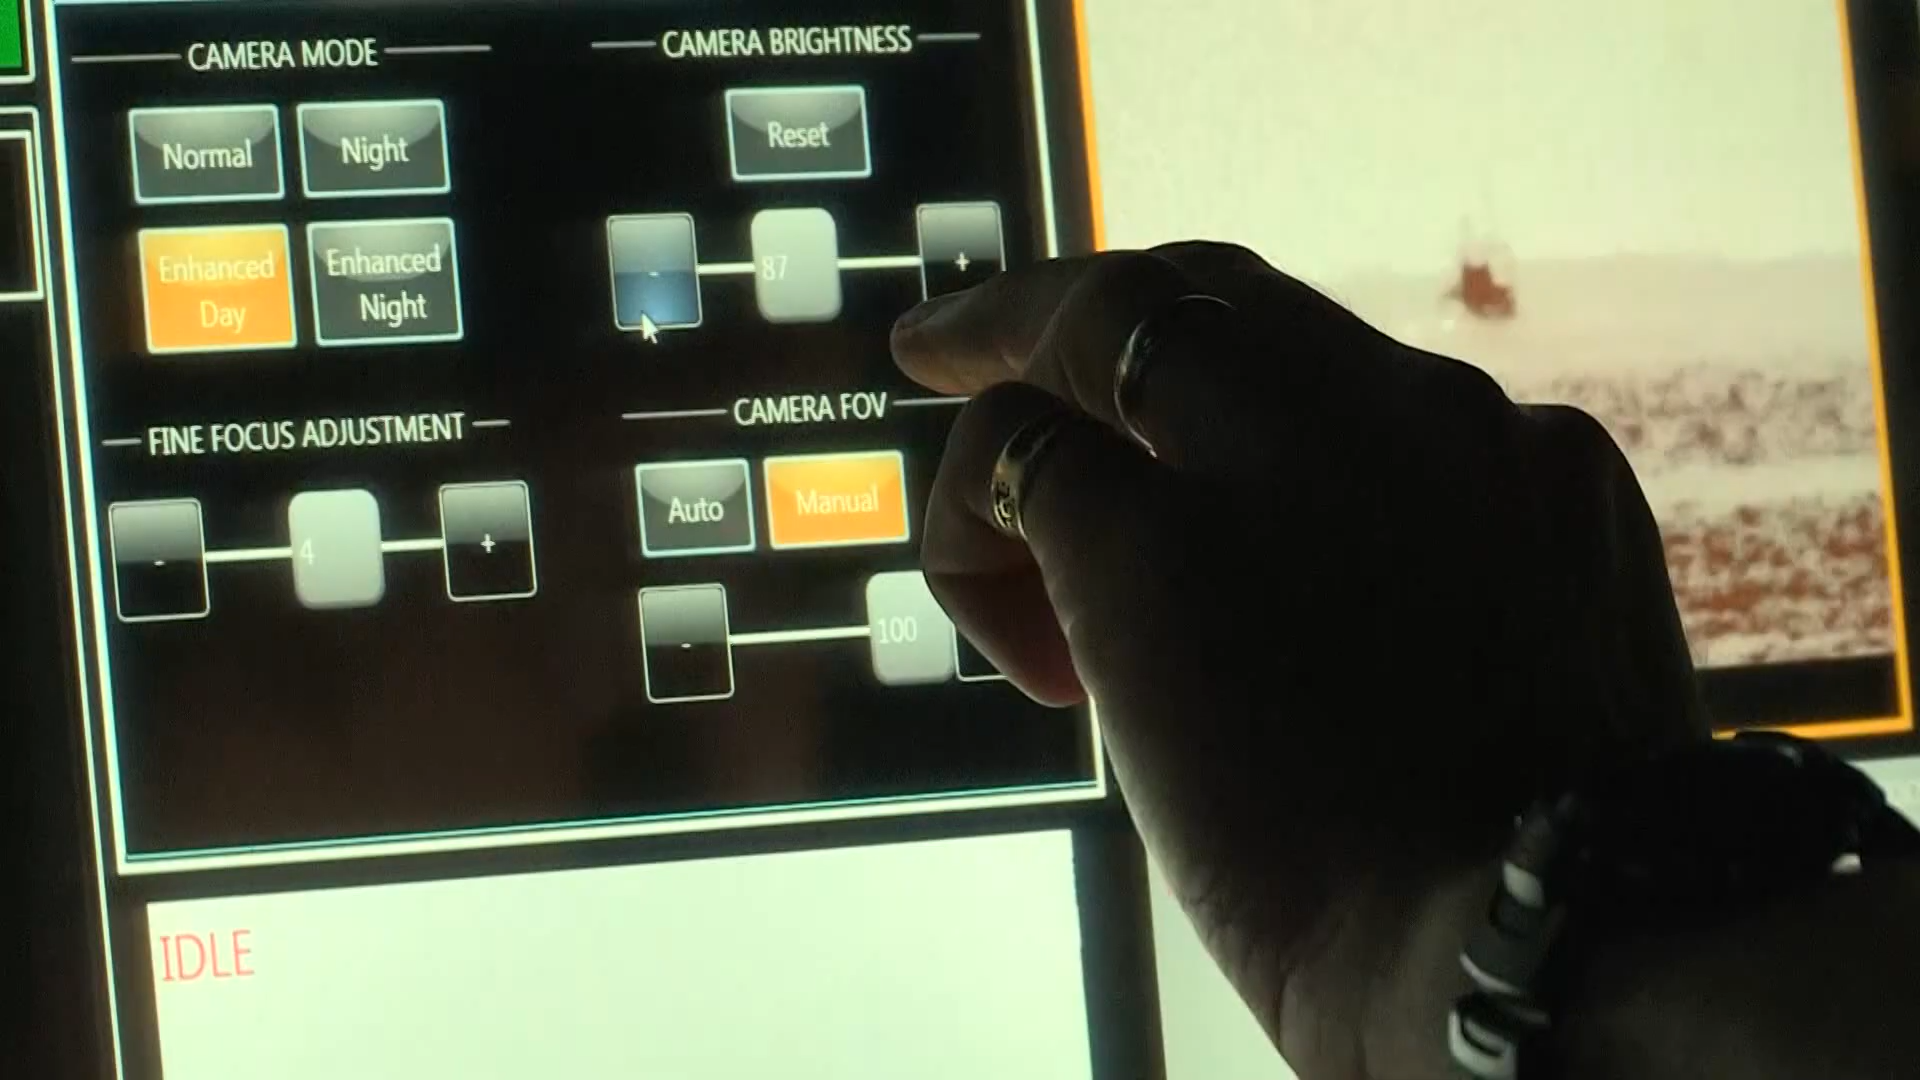 CAMERA MODE
CAMERA BRIGHTNESS
Normal
Night
Reset
Enhanced
Day
Enhanced
Night
-
87
+
FINE FOCUS ADJUSTMENT
CAMERA FOV
Auto
Manual
-
4
+
-
100
IDLE